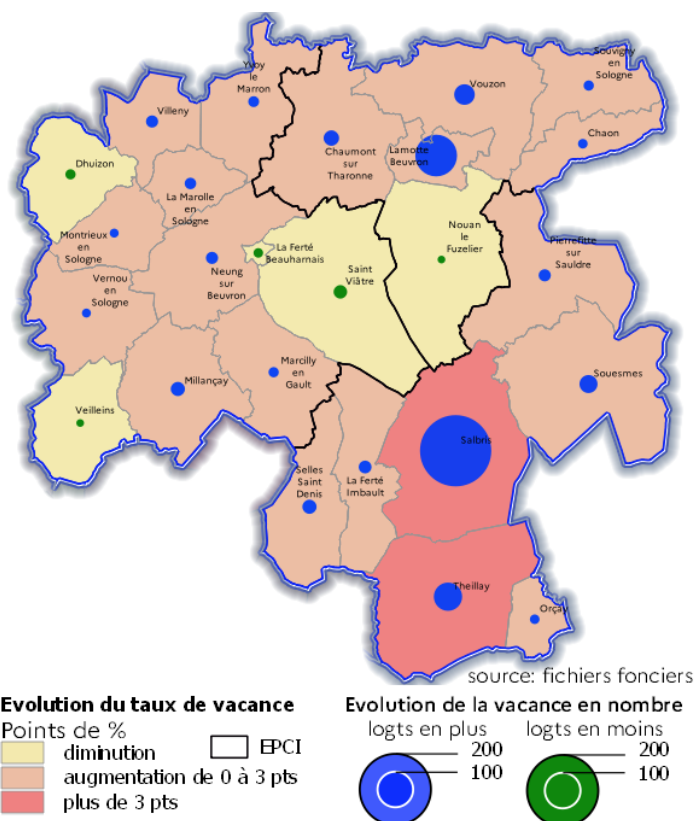 Souvigny
en
Sologne
Yvoy
le
Marron
Vouzon
Villeny
Chaon
Chaumont
sur
Tharonne
Lamotte
Beuvron
Dhuizon
La Marolle
en
Sologne
Montrieux
en
Sologne
Nouan
le
Fuzelier
Pierrefitte
sur
Sauldre
La Ferté
Beauharnais
Neung
sur
Beuvron
Saint
Viâtre
Vernou
en
Sologne
Marcilly
en
Gault
Millançay
Souesmes
Veilleins
Salbris
Selles
Saint
Denis
La Ferté
Imbault
Theillay
Orçay
source: fichiers fonciers
Evolution du taux de vacance
Points de %
diminution
EPCI
augmentation de 0 à 3 pts
plus de 3 pts
Evolution de la vacance en nombre
logts en plus
logts en moins
200
100
200
100